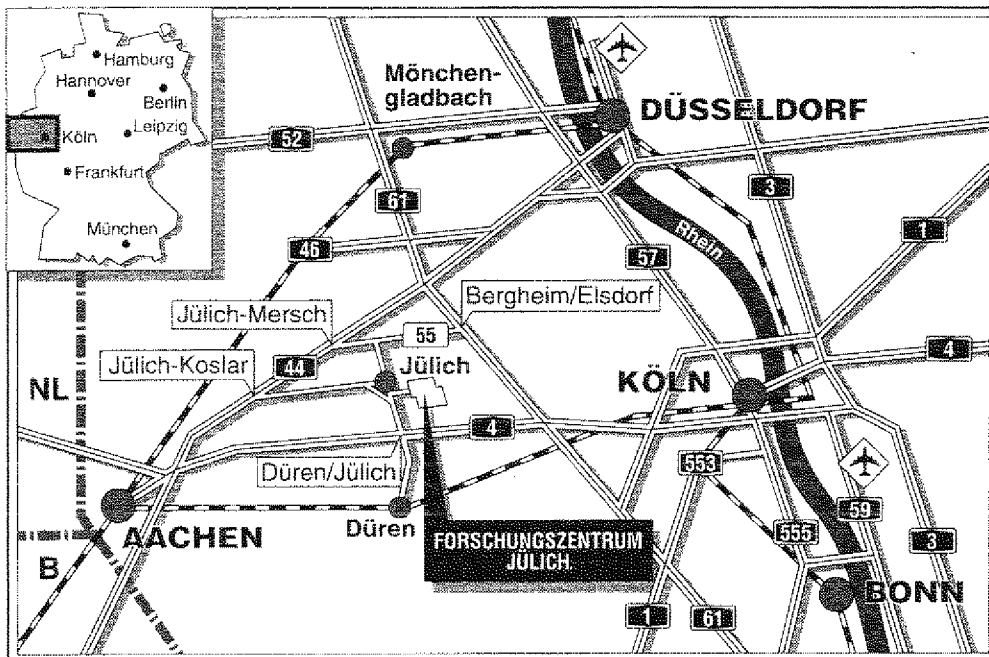 Hamburg
Hannover
Berlin
Köln
Leipzig
Frankfurt
München
Mönchen-
gladbach
DÜSSELDORF
52
61
3
1
46
57
Rhein
Bergheim/Elsdorf
Jülich-Mersch
55
4
Jülich-Koslar
44
Jülich
NL
KÖLN
4
Düren/Jülich
553
AACHEN
Düren
59
555
3
FORSCHUNGSZENTRUM
JÜLICH
B
BONN
1
61